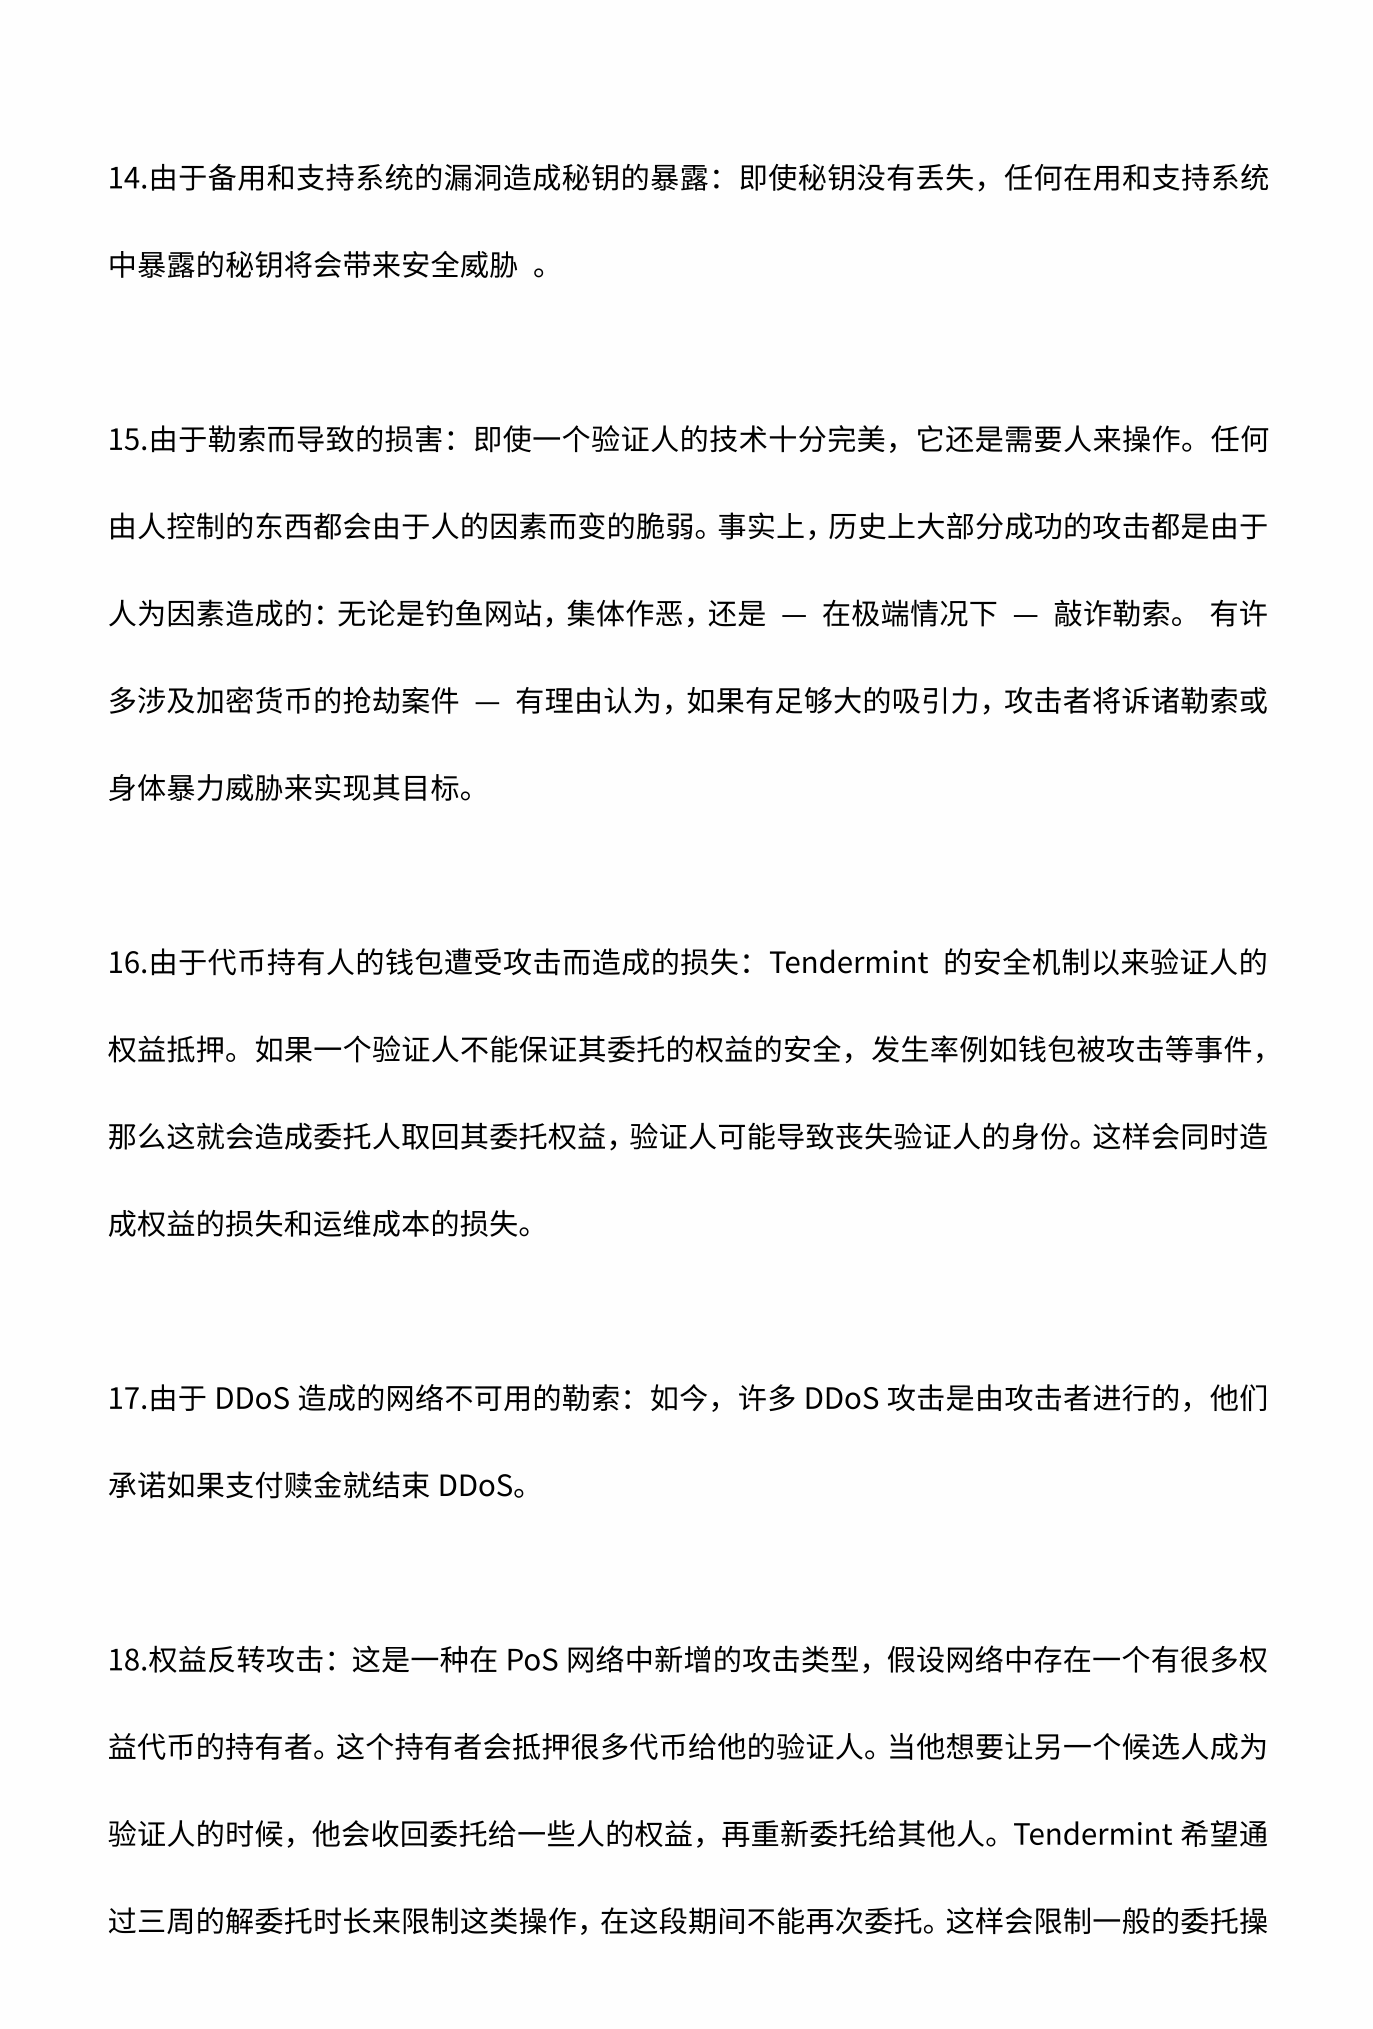 14.由于备用和支持系统的漏洞造成秘钥的暴露：即使秘钥没有丢失，任何在用和支持系统
中暴露的秘钥将会带来安全威胁 。
15.由于勒索而导致的损害：即使一个验证人的技术十分完美，它还是需要人来操作。任何
由人控制的东西都会由于人的因素而变的脆弱。事实上，历史上大部分成功的攻击都是由于
人为因素造成的：无论是钓鱼网站，集体作恶，还是 — 在极端情况下 — 敲诈勒索。 有许
多涉及加密货币的抢劫案件 — 有理由认为，如果有足够大的吸引力，攻击者将诉诸勒索或
身体暴力威胁来实现其目标。
16.由于代币持有人的钱包遭受攻击而造成的损失：Tendermint 的安全机制以来验证人的
权益抵押。如果一个验证人不能保证其委托的权益的安全，发生率例如钱包被攻击等事件，
那么这就会造成委托人取回其委托权益，验证人可能导致丧失验证人的身份。这样会同时造
成权益的损失和运维成本的损失。
17.由于 DDoS 造成的网络不可用的勒索：如今，许多 DDoS 攻击是由攻击者进行的，他们
承诺如果支付赎金就结束 DDoS。
18.权益反转攻击：这是一种在 PoS 网络中新增的攻击类型，假设网络中存在一个有很多权
益代币的持有者。这个持有者会抵押很多代币给他的验证人。当他想要让另一个候选人成为
验证人的时候，他会收回委托给一些人的权益，再重新委托给其他人。Tendermint 希望通
过三周的解委托时长来限制这类操作，在这段期间不能再次委托。这样会限制一般的委托操